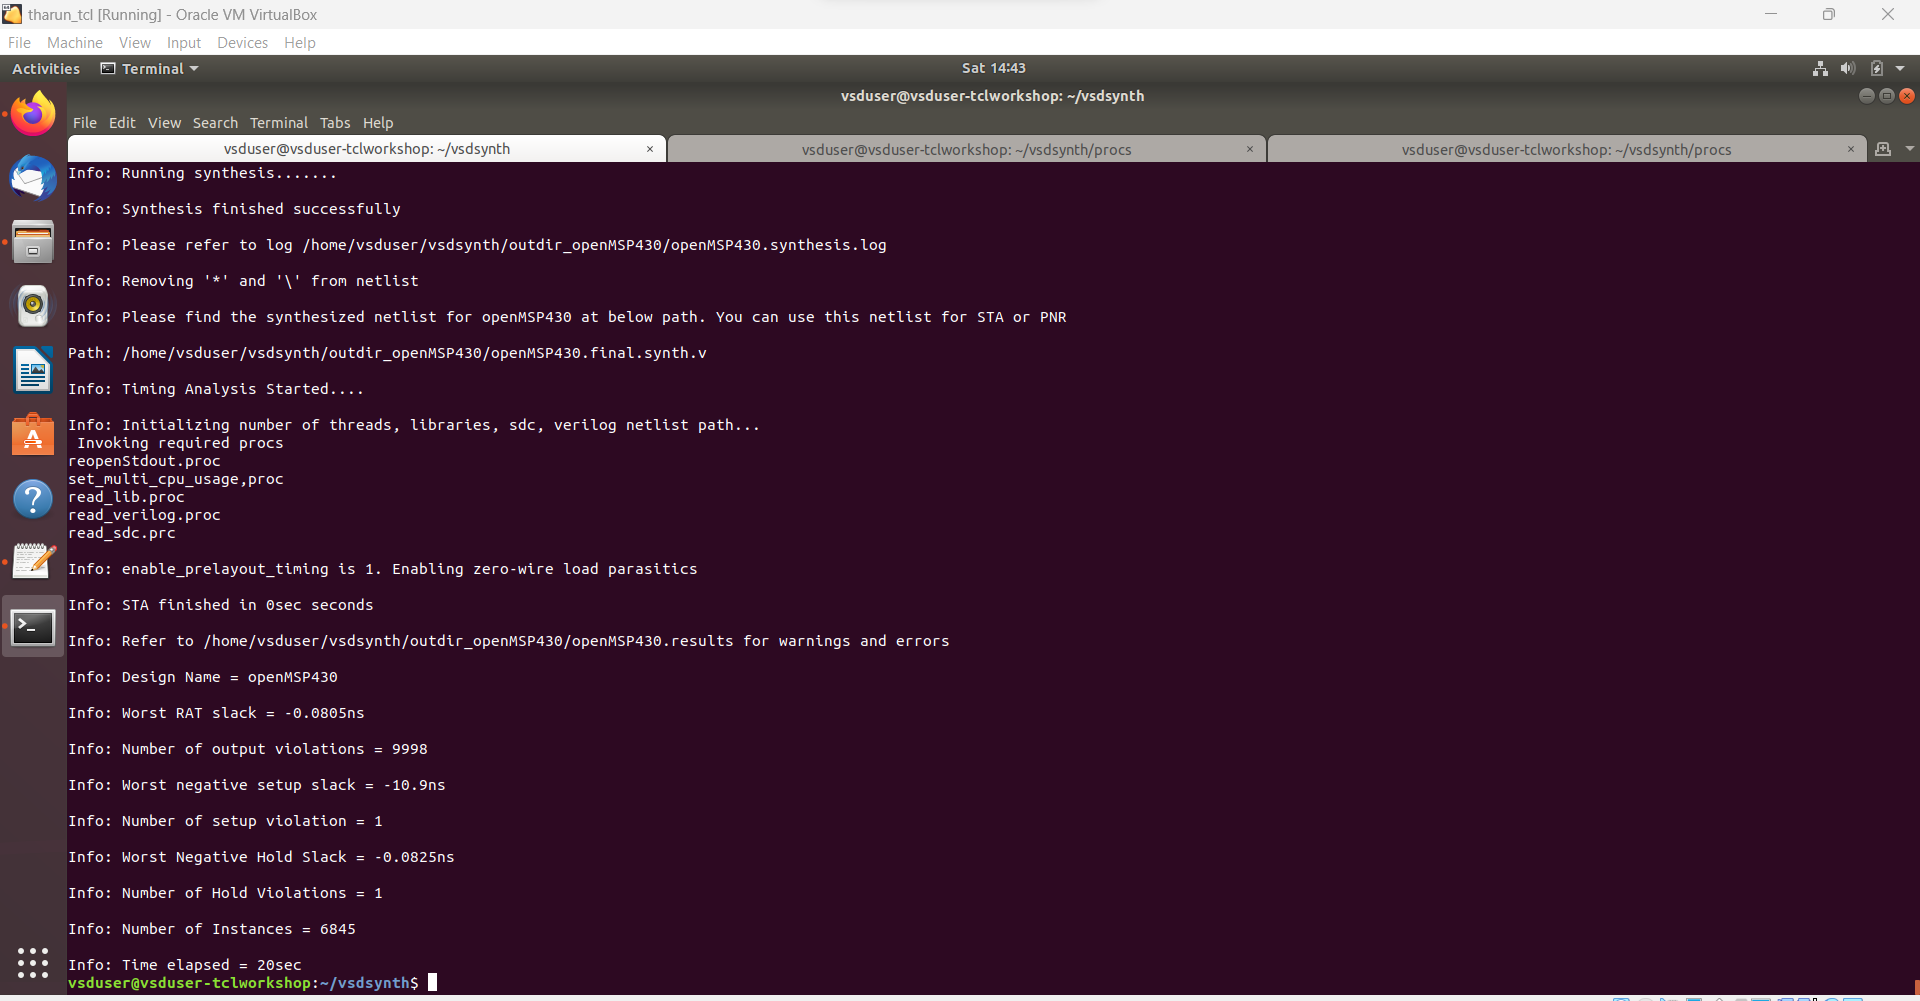 tharun_tcl [Running] - Oracle VM VirtualBox
File Machine View Input Devices Help
Activities Terminal Sat 14:43
vsduser@vsduser-tclworkshop: ~/vsdsynth
File Edit View Search Terminal Tabs Help
vsduser@vsduser-tclworkshop: ~/vsdsynth × vsduser@vsduser-tclworkshop: ~/vsdsynth/procs × vsduser@vsduser-tclworkshop: ~/vsdsynth/procs ×
Info: Running synthesis.......
Info: Synthesis finished successfully
Info: Please refer to log /home/vsduser/vsdsynth/outdir_openMSP430/openMSP430.synthesis.log
Info: Removing '*' and '\' from netlist
Info: Please find the synthesized netlist for openMSP430 at below path. You can use this netlist for STA or PNR
Path: /home/vsduser/vsdsynth/outdir_openMSP430/openMSP430.final.synth.v
Info: Timing Analysis Started....
Info: Initializing number of threads, libraries, sdc, verilog netlist path...
Invoking required procs
reopenStdout.proc
set_multi_cpu_usage,proc
read_lib.proc
read_verilog.proc
read_sdc.prc
Info: enable_prelayout_timing is 1. Enabling zero-wire load parasitics
Info: STA finished in 0sec seconds
Info: Refer to /home/vsduser/vsdsynth/outdir_openMSP430/openMSP430.results for warnings and errors
Info: Design Name = openMSP430
Info: Worst RAT slack = -0.0805ns
Info: Number of output violations = 9998
Info: Worst negative setup slack = -10.9ns
Info: Number of setup violation = 1
Info: Worst Negative Hold Slack = -0.0825ns
Info: Number of Hold Violations = 1
Info: Number of Instances = 6845
Info: Time elapsed = 20sec
vsduser@vsduser-tclworkshop:~/vsdsynth$